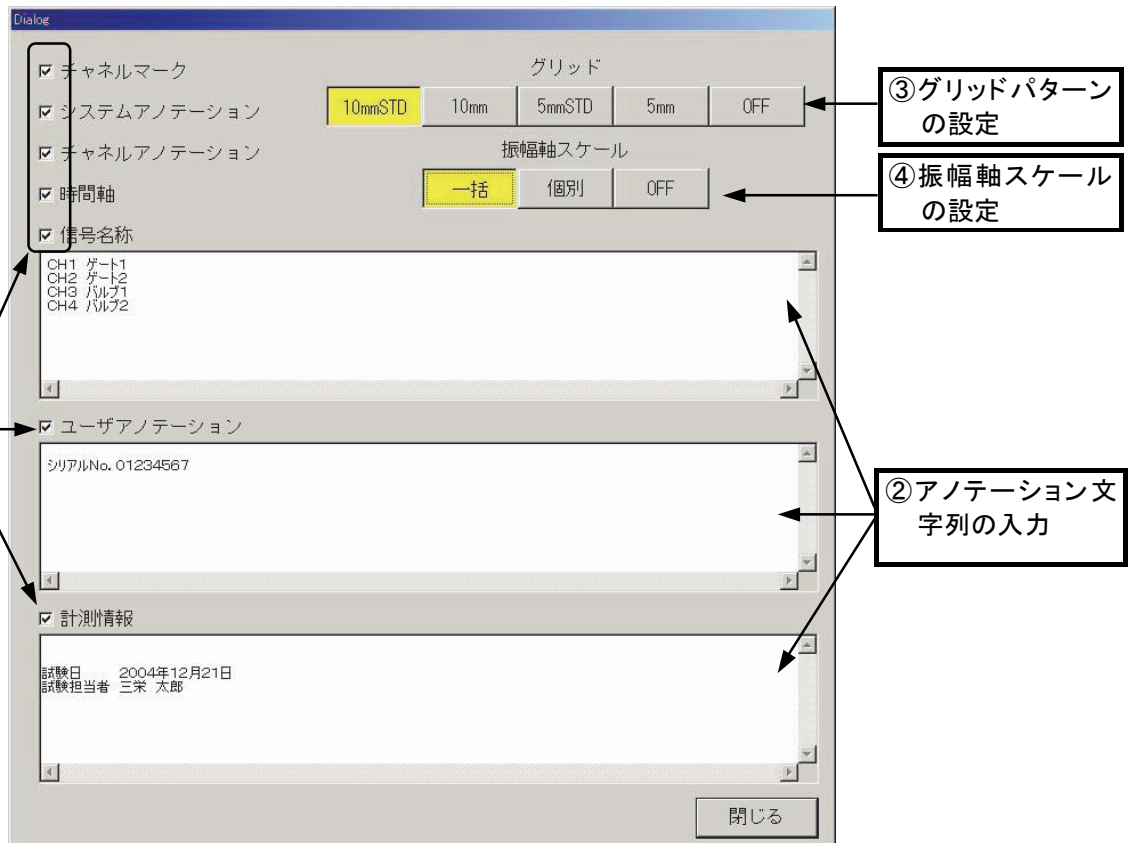 Dialog
チャネルマーク
グリッド
システムアノテーション
10mmSTD
10mm
5mmSTD
5mm
OFF
③グリッドパターン
の設定
チャネルアノテーション
振幅軸スケール
時間軸
一括
個別
OFF
④振幅軸スケール
の設定
信号名称
CH1 ゲート1
CH2 ゲート2
CH3 バルブ1
CH4 バルブ2
ユーザアノテーション
シリアルNo. 01234567
②アノテーション文
字列の入力
計測情報
試験日 2004年12月21日
試験担当者 三栄 太郎
閉じる